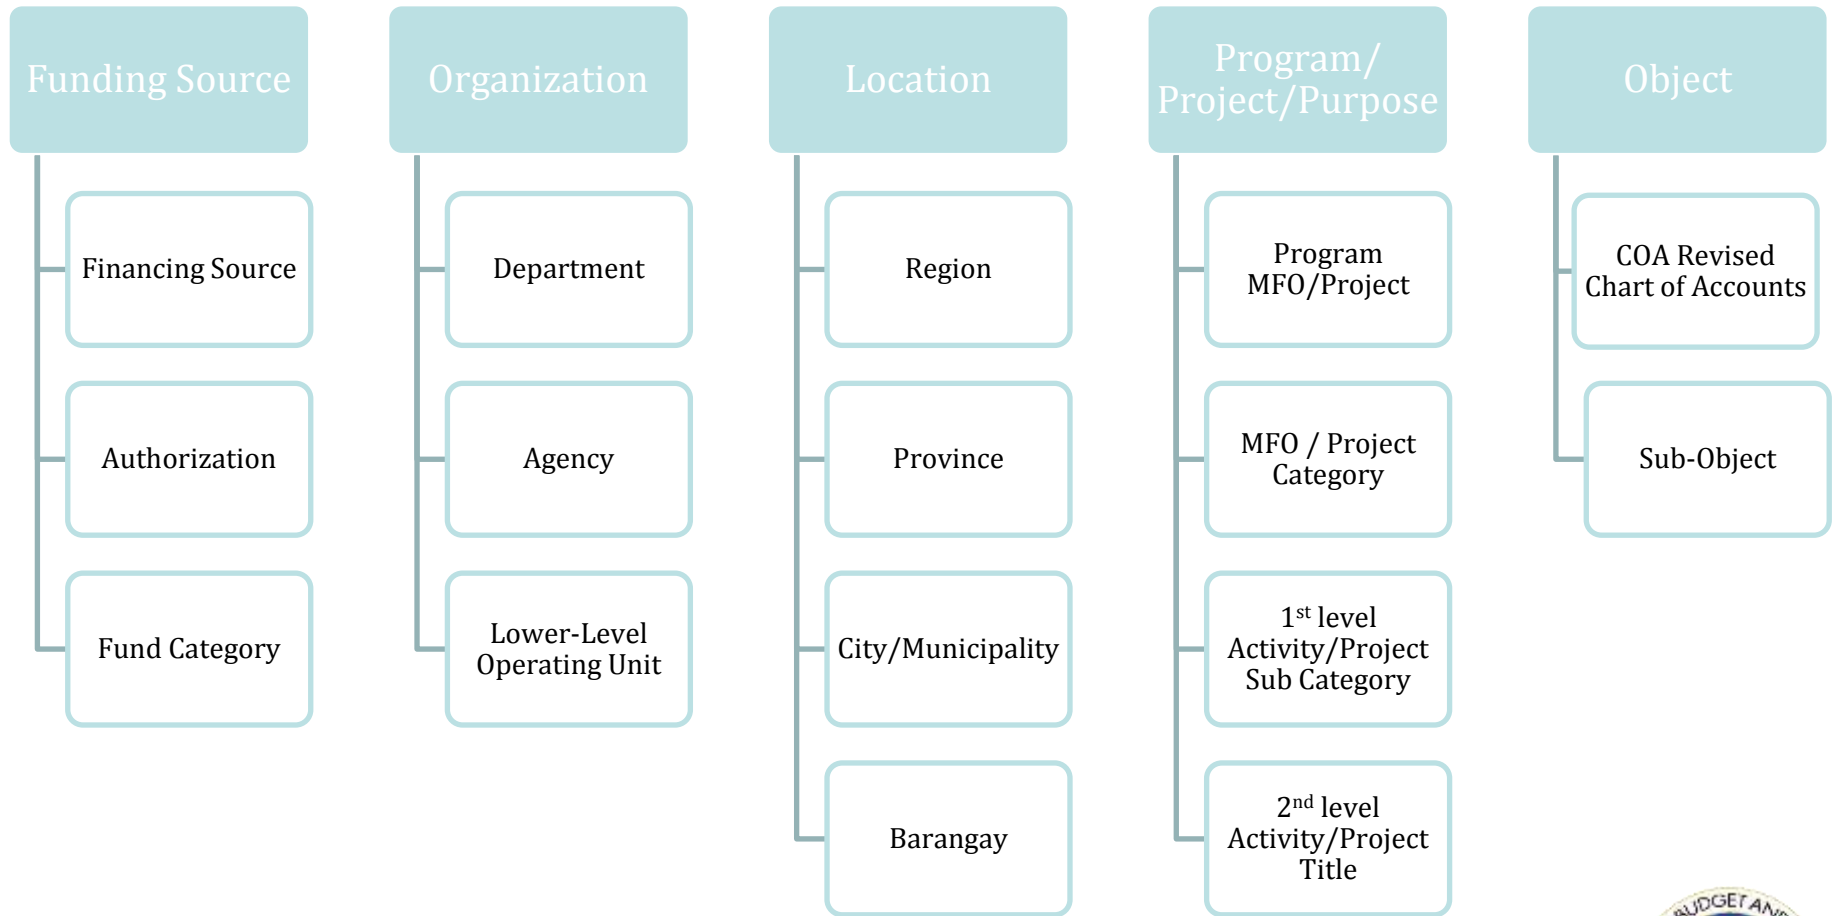 Funding Source
Financing Source
Authorization
Fund Category
Organization
Department
Agency
Lower-Level
Operating Unit
Location
Region
Province
City/Municipality
Barangay
Program/
Project/Purpose
Program
MFO/Project
MFO / Project
Category
1st level
Activity/Project
Sub Category
2nd level
Activity/Project
Title
Object
COA Revised
Chart of Accounts
Sub-Object
BUDGET AND